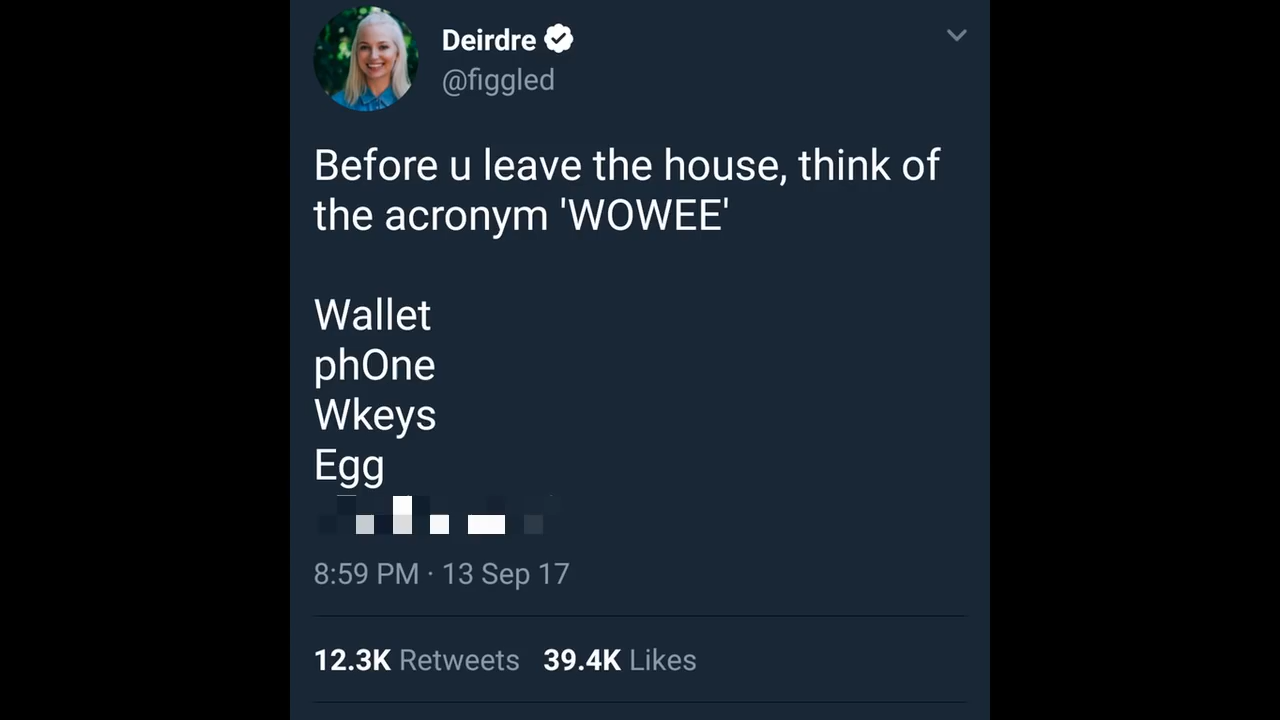 Deirdre
@figgled
Before u leave the house, think of
the acronym 'WOWEE'
Wallet
phOne
Wkeys
Egg
8:59 PM · 13 Sep 17
12.3K Retweets 39.4K Likes